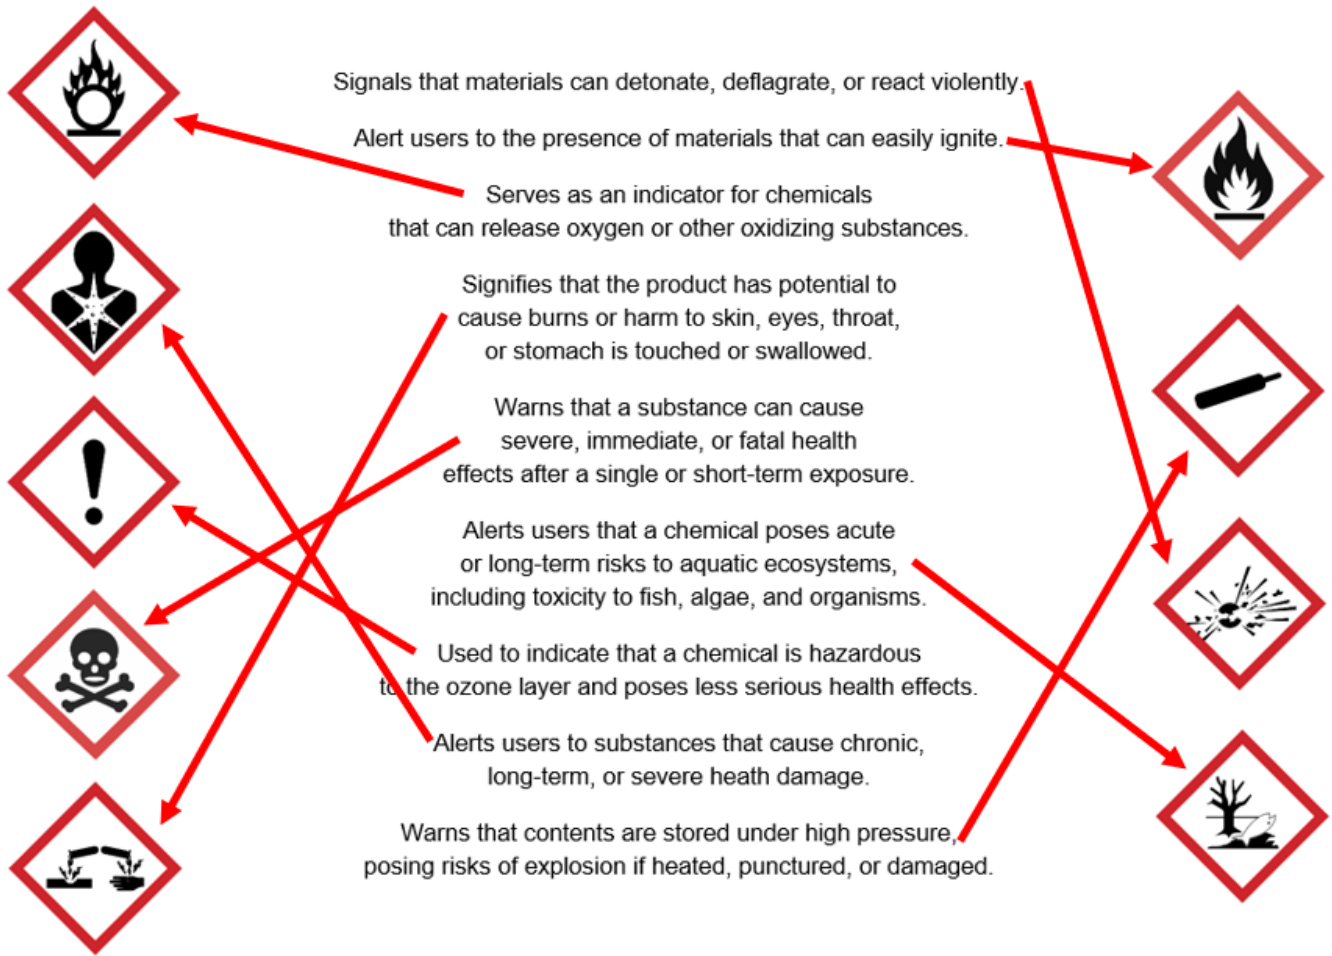 Signals that materials can detonate, deflagrate, or react violently.
Alert users to the presence of materials that can easily ignite.
Serves as an indicator for chemicals
that can release oxygen or other oxidizing substances.
Signifies that the product has potential to
cause burns or harm to skin, eyes, throat,
or stomach is touched or swallowed.
Warns that a substance can cause
severe, immediate, or fatal health
effects after a single or short-term exposure.
Alerts users that a chemical poses acute
or long-term risks to aquatic ecosystems,
including toxicity to fish, algae, and organisms.
Used to indicate that a chemical is hazardous
to the ozone layer and poses less serious health effects.
Alerts users to substances that cause chronic,
long-term, or severe heath damage.
Warns that contents are stored under high pressure,
posing risks of explosion if heated, punctured, or damaged.